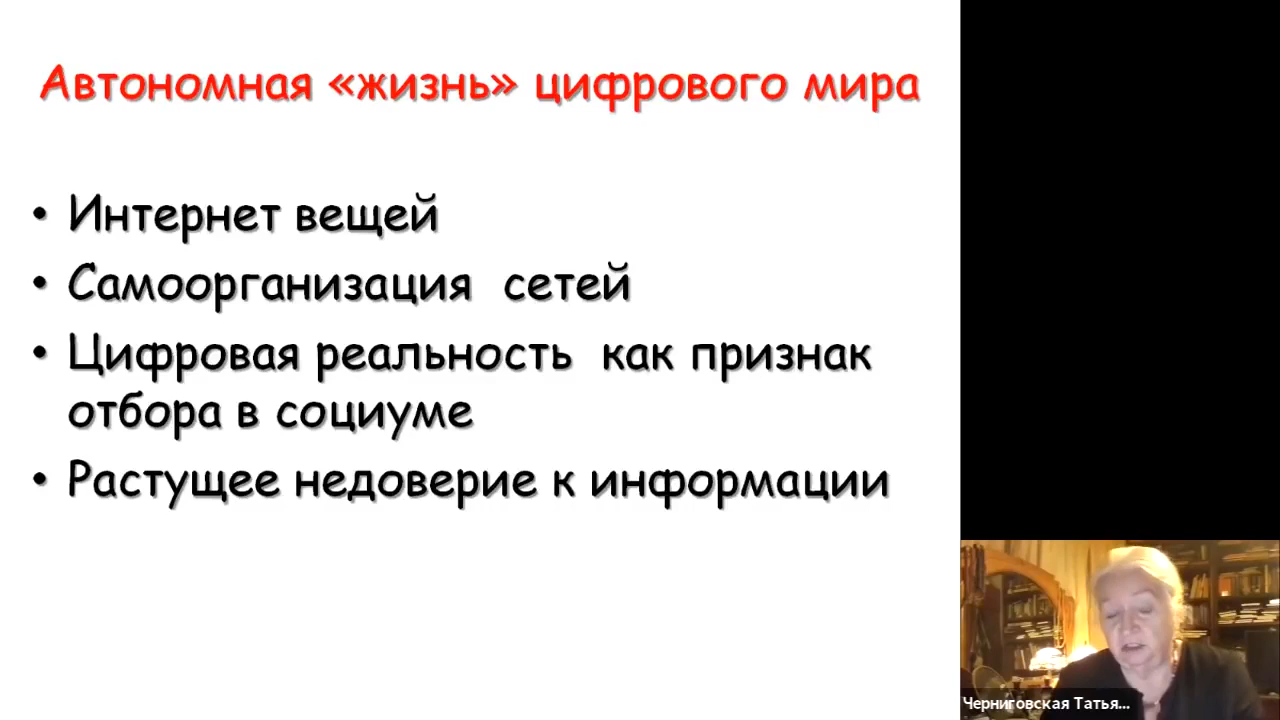 Автономная «жизнь» цифрового мира
• Интернет вещей
• Самоорганизация сетей
• Цифровая реальность как признак
отбора в социуме
• Растущее недоверие к информации
Черниговская Татья...